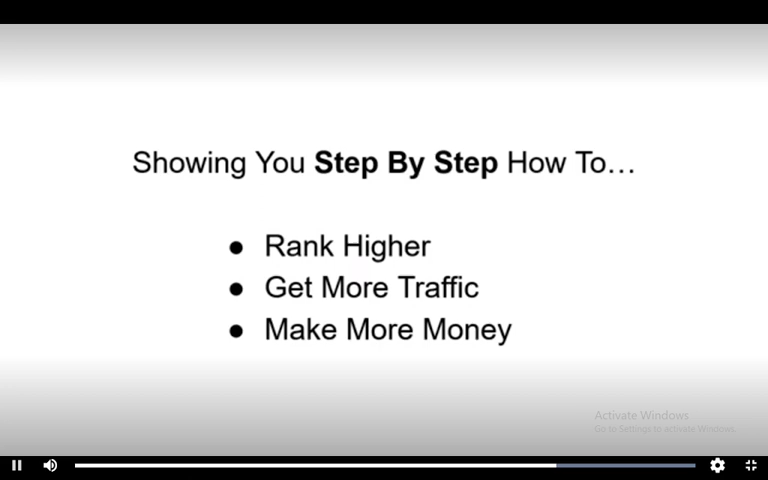 Showing You Step By Step How To…
● Rank Higher
● Get More Traffic
● Make More Money
Activate Windows
Go to Settings to activate Windows.